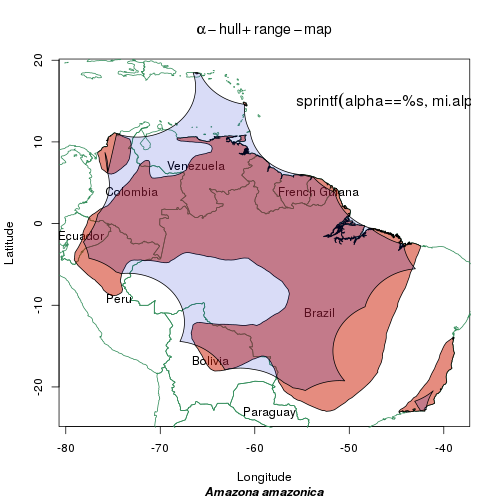 α − hull + range − map
sprintf(alpha==%s, mi.alp
20
10
0
-10
-20
Latitude
Venezuela
Colombia
French Guiana
Ecuador
Peru
Brazil
Bolivia
Paraguay
-80 -70 -60 -50 -40
Longitude
Amazona amazonica